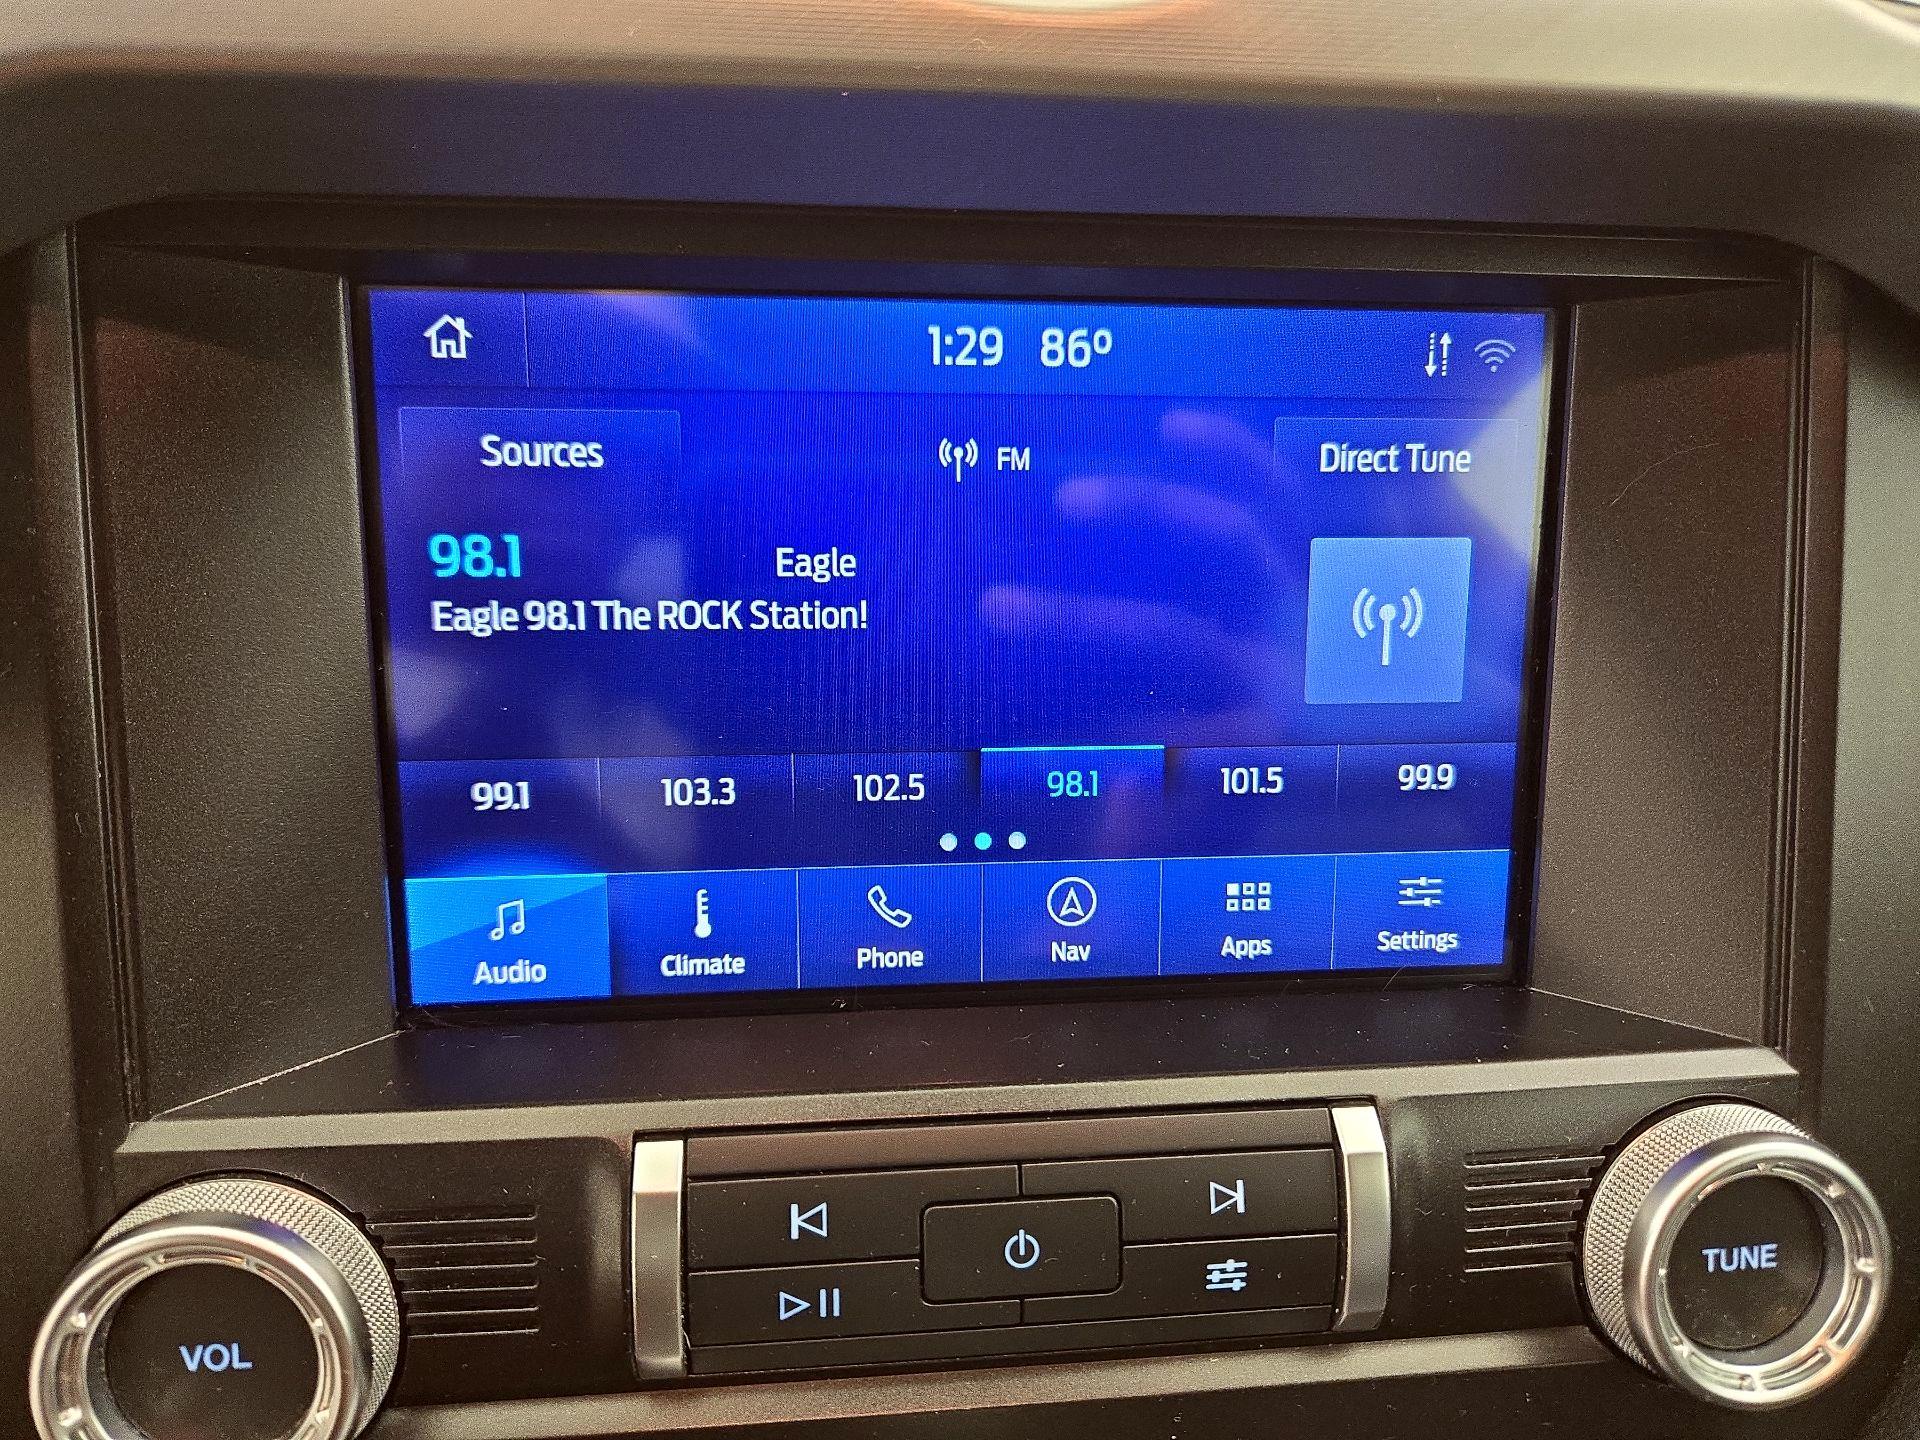 1:29 86º
Sources FM Direct Tune
98.1 Eagle
Eagle 98.1 The ROCK Station!
99.1 103.3 102.5 98.1 101.5 99.9
Audio Climate Phone Nav Apps Settings
VOL TUNE